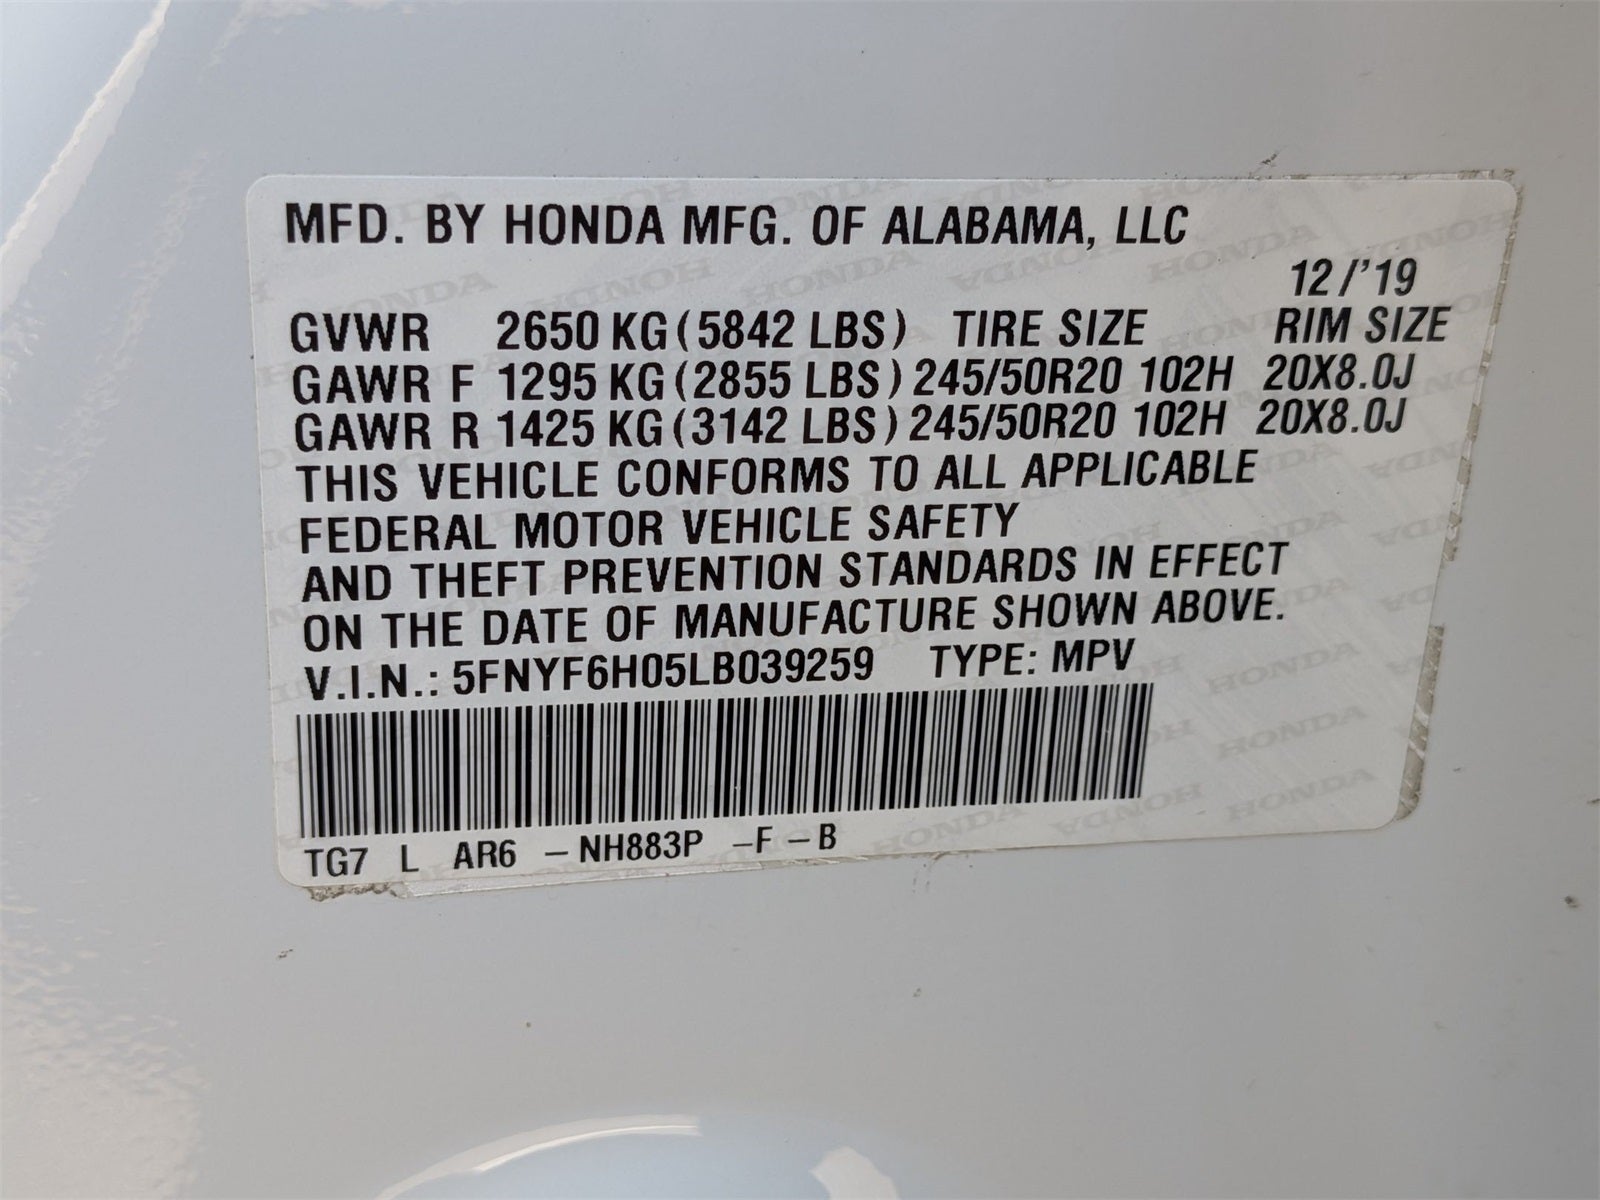 MFD. BY HONDA MFG. OF ALABAMA, LLC
12/'19
GVWR 2650 KG (5842 LBS) TIRE SIZE RIM SIZE
GAWR F 1295 KG (2855 LBS) 245/50R20 102H 20X8.0J
GAWR R 1425 KG (3142 LBS) 245/50R20 102H 20X8.0J
THIS VEHICLE CONFORMS TO ALL APPLICABLE
FEDERAL MOTOR VEHICLE SAFETY
AND THEFT PREVENTION STANDARDS IN EFFECT
ON THE DATE OF MANUFACTURE SHOWN ABOVE.
V.I.N.: 5FNYF6H05LB039259 TYPE: MPV
TG7 L AR6 – NH883P –F – B